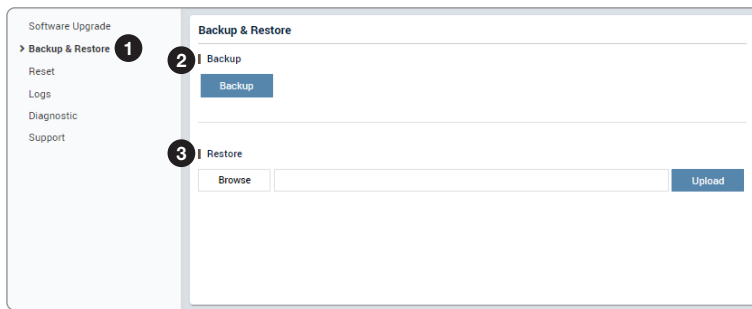 Software Upgrade
> Backup & Restore 1
Reset
Logs
Diagnostic
Support
Backup & Restore
2 Backup
Backup
3 Restore
Browse
Upload